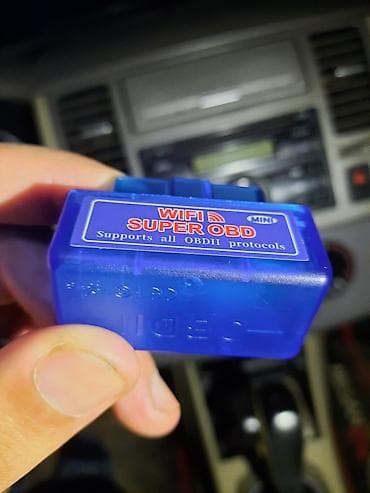 WIFI
MINI
SUPER OBD
Supports all OBDII protocols